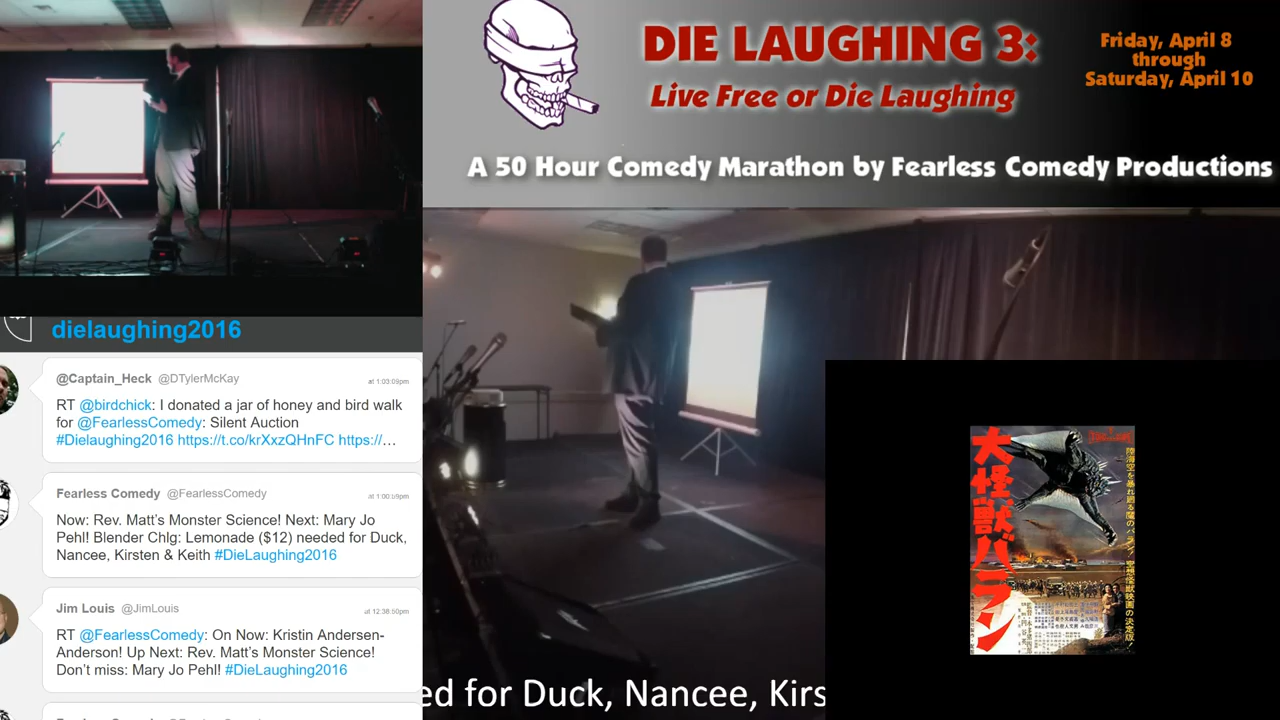 DIE LAUGHING 3:
Live Free or Die Laughing
Friday, April 8
through
Saturday, April 10
A 50 Hour Comedy Marathon by Fearless Comedy Productions
dielaughing2016
@Captain_Heck @DTylerMcKay at 1:03:09pm
RT @birdchick: I donated a jar of honey and bird walk
for @FearlessComedy: Silent Auction
#Dielaughing2016 https://t.co/krXxzQHnFC https://…
Fearless Comedy @FearlessComedy
Now: Rev. Matt's Monster Science! Next: Mary Jo
Pehl! Blender Chlg: Lemonade ($12) needed for Duck,
Nancee, Kirsten & Keith #DieLaughing2016
Jim Louis @JimLouis
RT @FearlessComedy: On Now: Kristin Andersen-
Anderson! Up Next: Rev. Matt's Monster Science!
Don't miss: Mary Jo Pehl! #DieLaughing2016
ed for Duck, Nancee, Kirs
大怪獣バラン